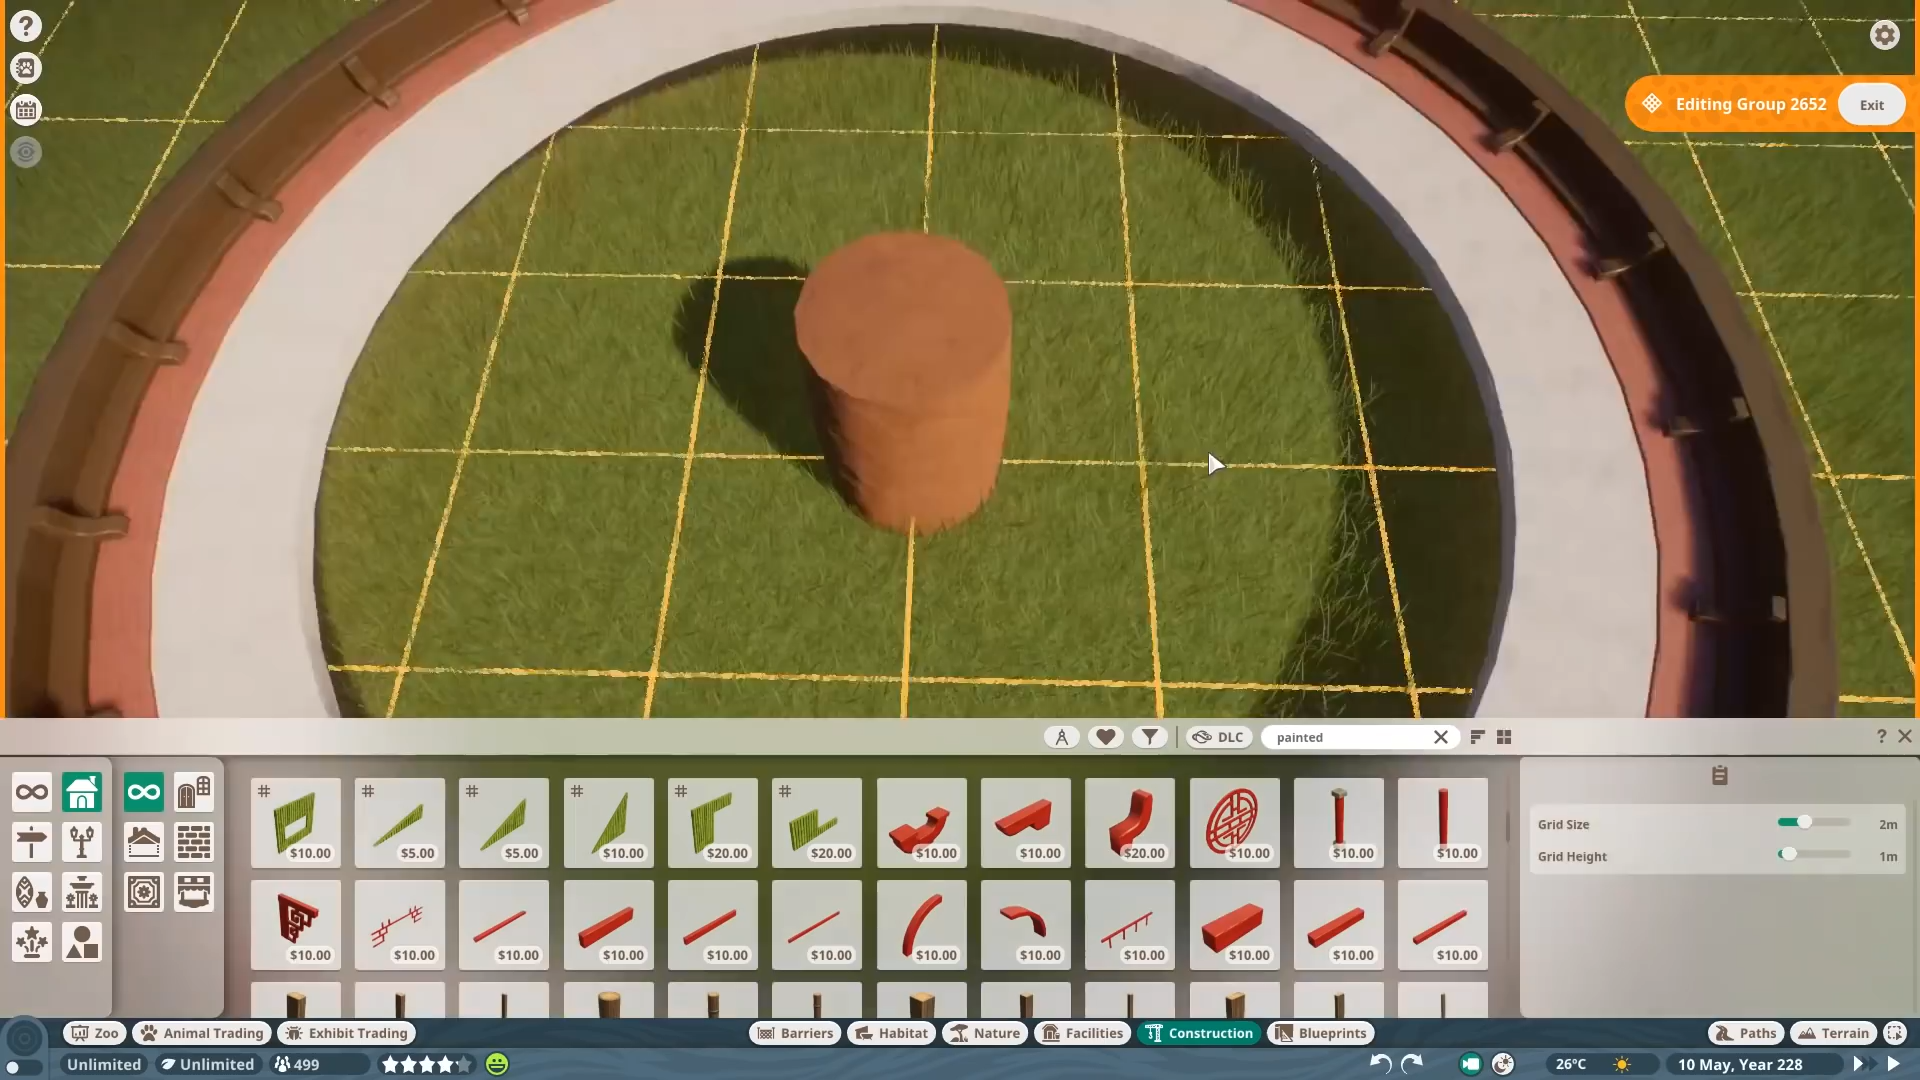 ?
Editing Group 2652 Exit
DLC painted
?
# $10.00 # $5.00 # $5.00 # $10.00 # $20.00 # $20.00 $10.00 $10.00 $20.00 $10.00 $10.00 $10.00
Grid Size 2m
Grid Height 1m
$10.00 $10.00 $10.00 $10.00 $10.00 $10.00 $10.00 $10.00 $10.00 $10.00 $10.00 $10.00
Zoo Animal Trading Exhibit Trading Barriers Habitat Nature Facilities Construction Blueprints Paths Terrain
Unlimited Unlimited 499 26°C 10 May, Year 228